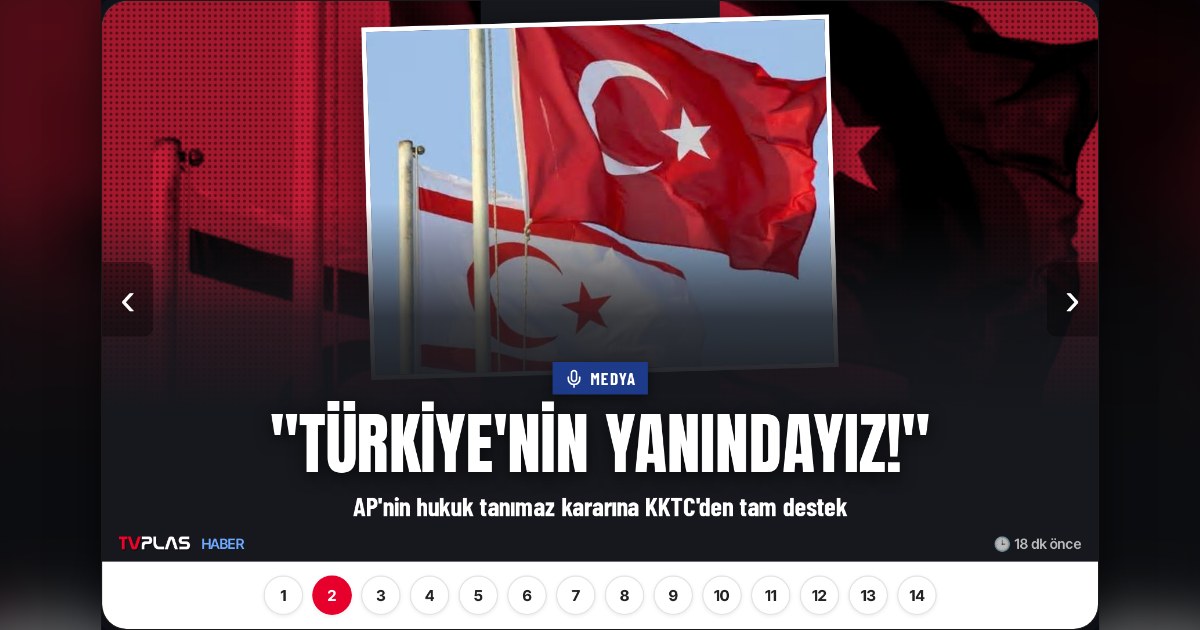 ‹
›
MEDYA
"TÜRKİYE'NİN YANINDAYIZ!"
AP'nin hukuk tanımaz kararına KKTC'den tam destek
TVPLAS HABER
18 dk önce
1 2 3 4 5 6 7 8 9 10 11 12 13 14